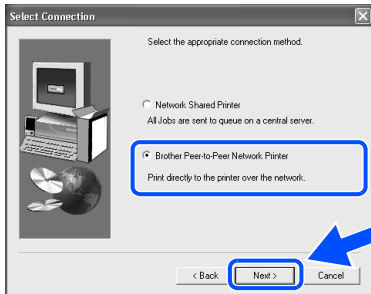 Select Connection
Select the appropriate connection method.
Network Shared Printer
All Jobs are sent to queue on a central server.
Brother Peer-to-Peer Network Printer
Print directly to the printer over the network.
< Back Next > Cancel